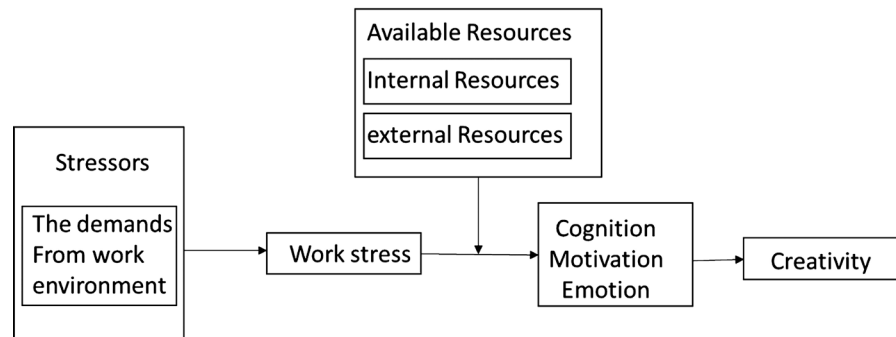 Available Resources
Internal Resources
external Resources
Stressors
The demands
From work
environment
Work stress
Cognition
Motivation
Emotion
Creativity